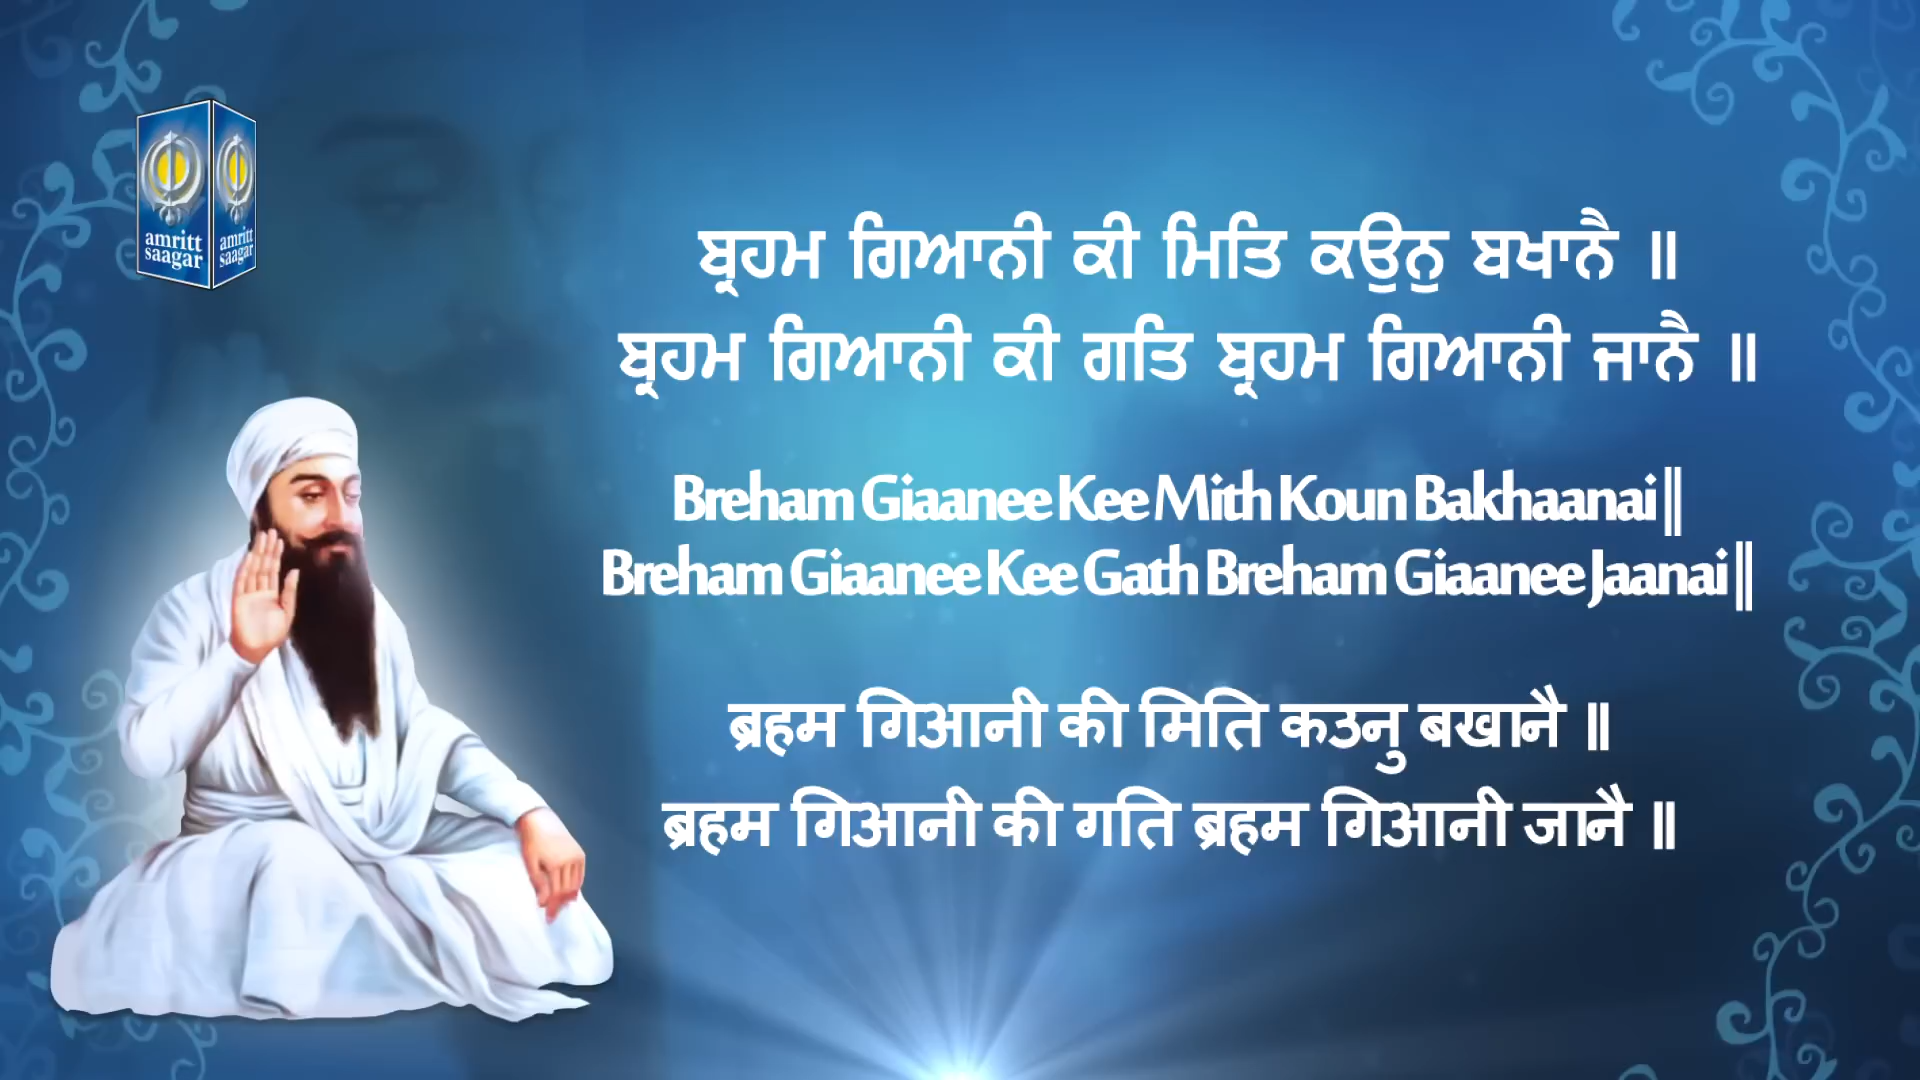 amritt
saagar
amritt
saagar
ਬ੍ਰਹਮ ਗਿਆਨੀ ਕੀ ਮਿਤਿ ਕਉਨੁ ਬਖਾਨੈ ॥
ਬ੍ਰਹਮ ਗਿਆਨੀ ਕੀ ਗਤਿ ਬ੍ਰਹਮ ਗਿਆਨੀ ਜਾਨੈ ॥
Breham Giaanee Kee Mith Koun Bakhaanai ||
Breham Giaanee Kee Gath Breham Giaanee Jaanai ||
ब्रहम गिआनी की मिति कउनु बखानै ॥
ब्रहम गिआनी की गति ब्रहम गिआनी जानै ॥